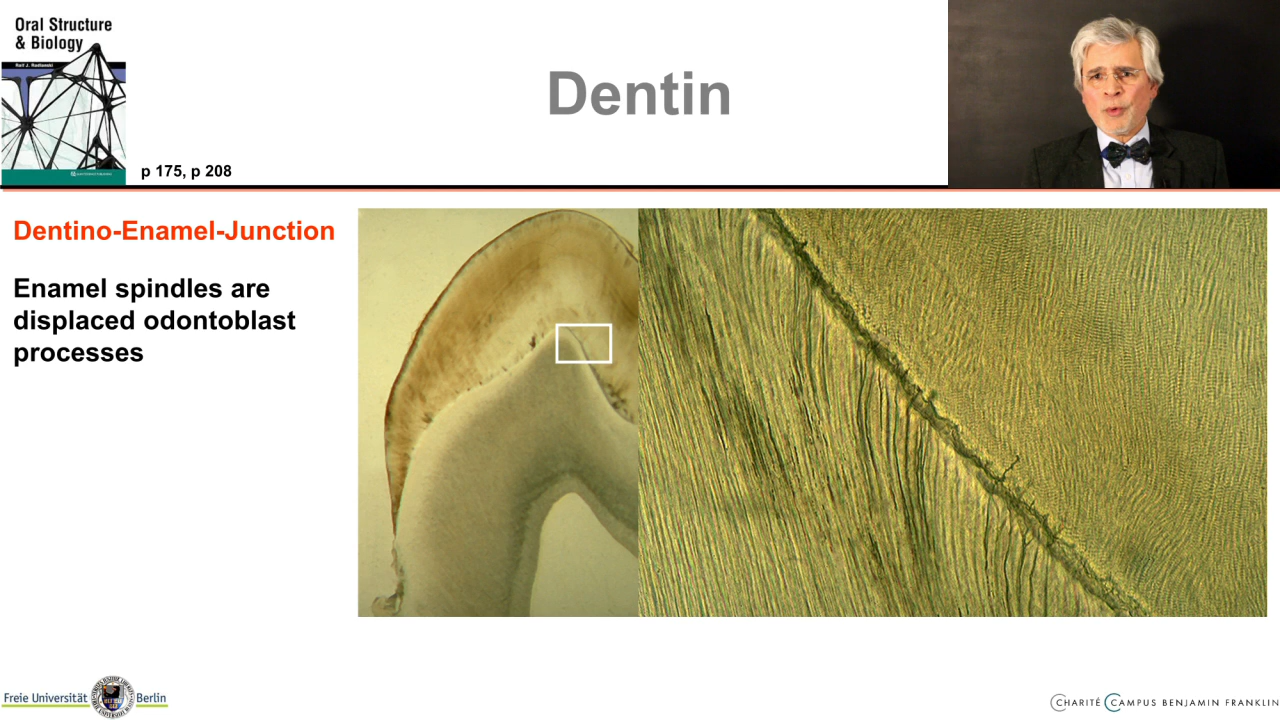 Oral Structure
& Biology
Ralf J. Radlanski
Dentin
p 175, p 208
Dentino-Enamel-Junction
Enamel spindles are
displaced odontoblast
processes
Freie Universität Berlin
CHARITÉ CAMPUS BENJAMIN FRANKLIN